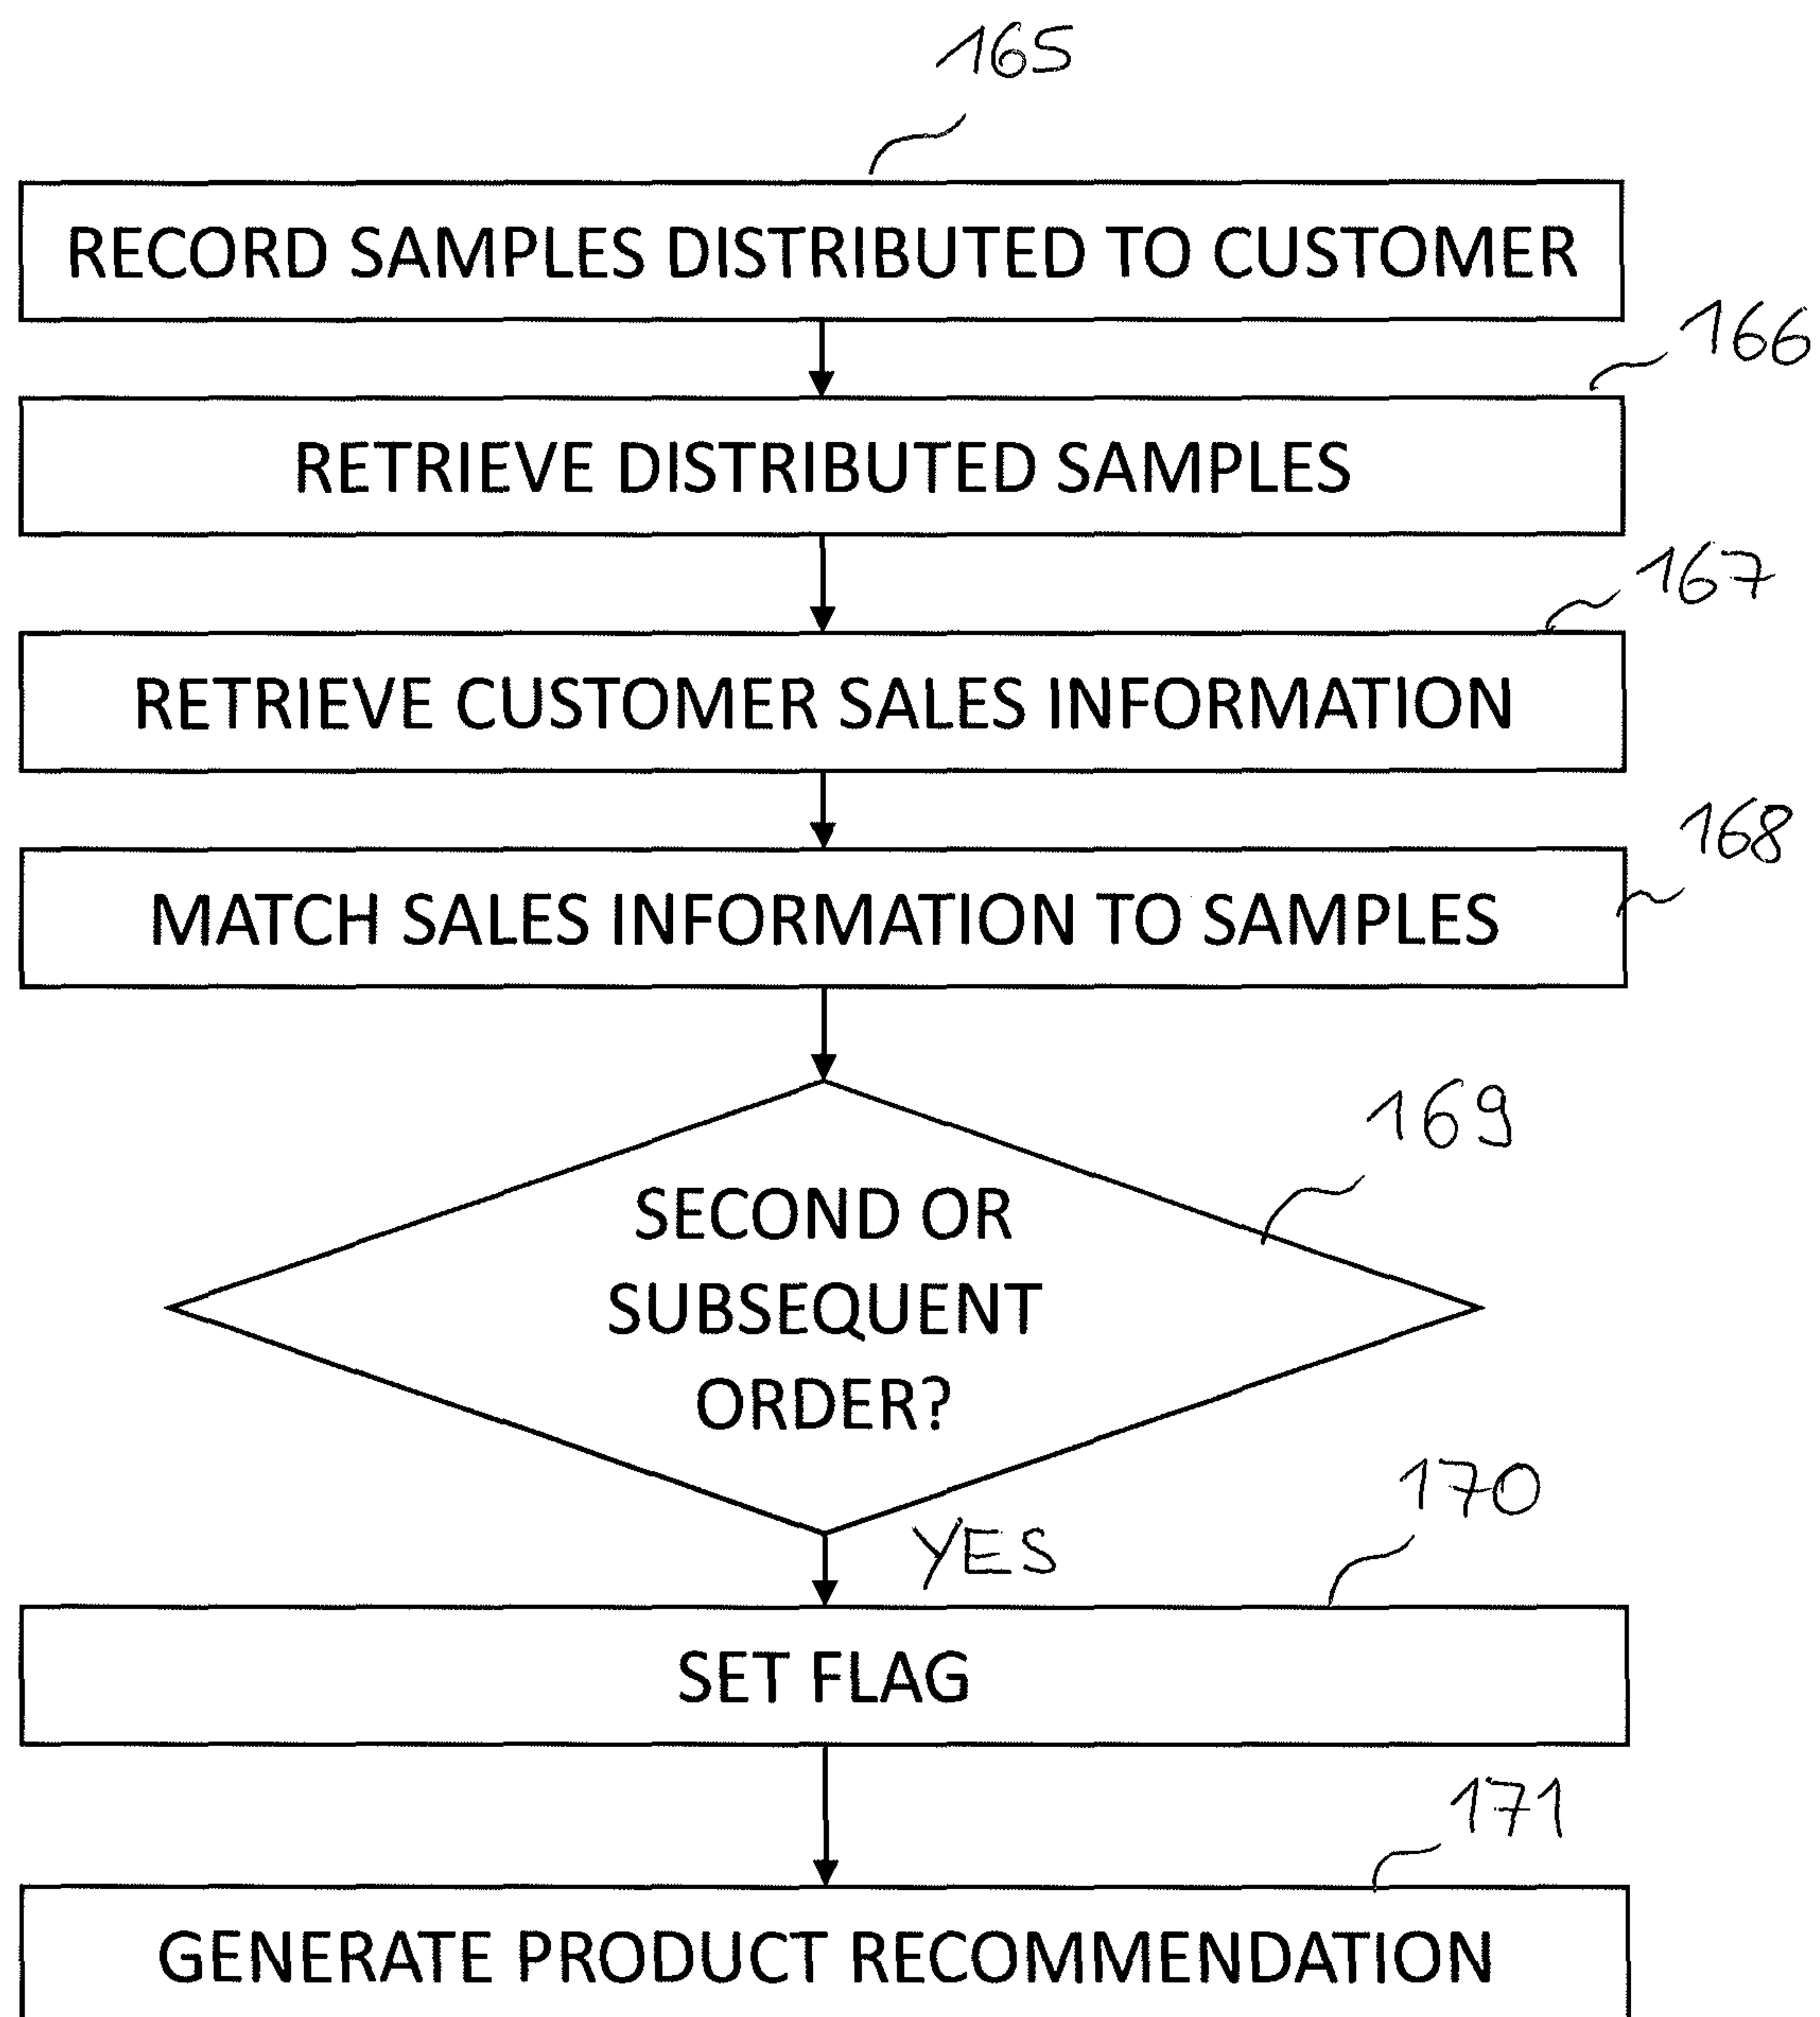 165
RECORD SAMPLES DISTRIBUTED TO CUSTOMER
166
RETRIEVE DISTRIBUTED SAMPLES
167
RETRIEVE CUSTOMER SALES INFORMATION
168
MATCH SALES INFORMATION TO SAMPLES
169
SECOND OR
SUBSEQUENT
ORDER?
YES
170
SET FLAG
171
GENERATE PRODUCT RECOMMENDATION